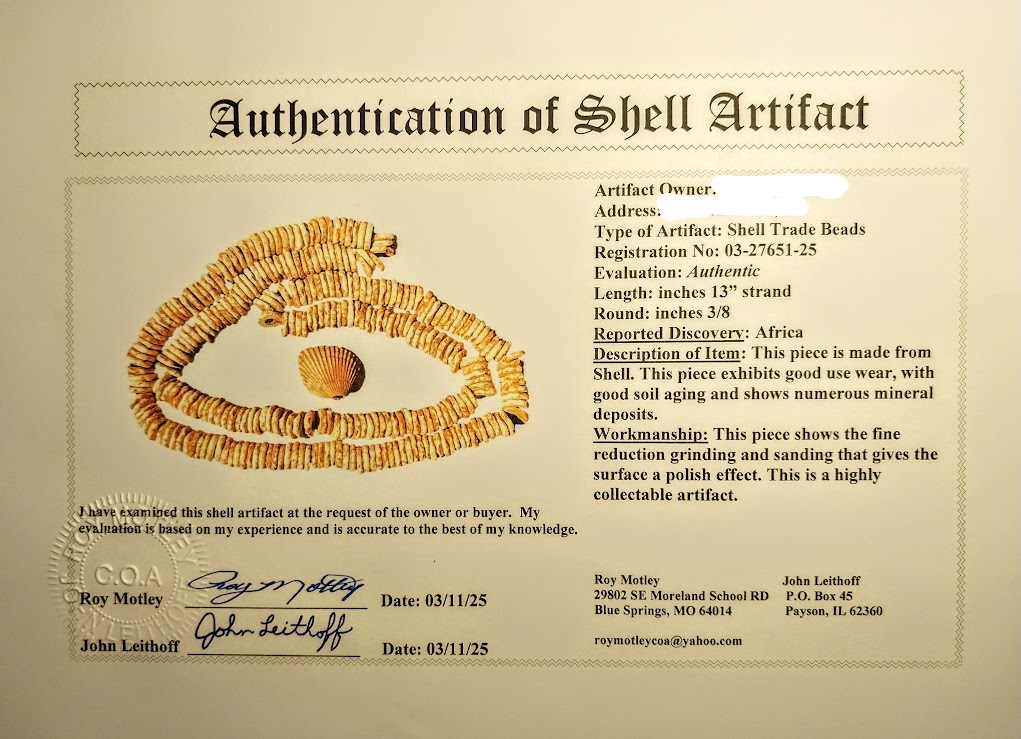 Authentication of Shell Artifact
Artifact Owner.
Address:
Type of Artifact: Shell Trade Beads
Registration No: 03-27651-25
Evaluation: Authentic
Length: inches 13” strand
Round: inches 3/8
Reported Discovery: Africa
Description of Item: This piece is made from
Shell. This piece exhibits good use wear, with
good soil aging and shows numerous mineral
deposits.
Workmanship: This piece shows the fine
reduction grinding and sanding that gives the
surface a polish effect. This is a highly
collectable artifact.
I have examined this shell artifact at the request of the owner or buyer. My
evaluation is based on my experience and is accurate to the best of my knowledge.
C.O.A
Roy Motley Roy Motley Date: 03/11/25
John Leithoff John Leithoff Date: 03/11/25
Roy Motley
29802 SE Moreland School RD
Blue Springs, MO 64014
roymotleycoa@yahoo.com
John Leithoff
P.O. Box 45
Payson, IL 62360